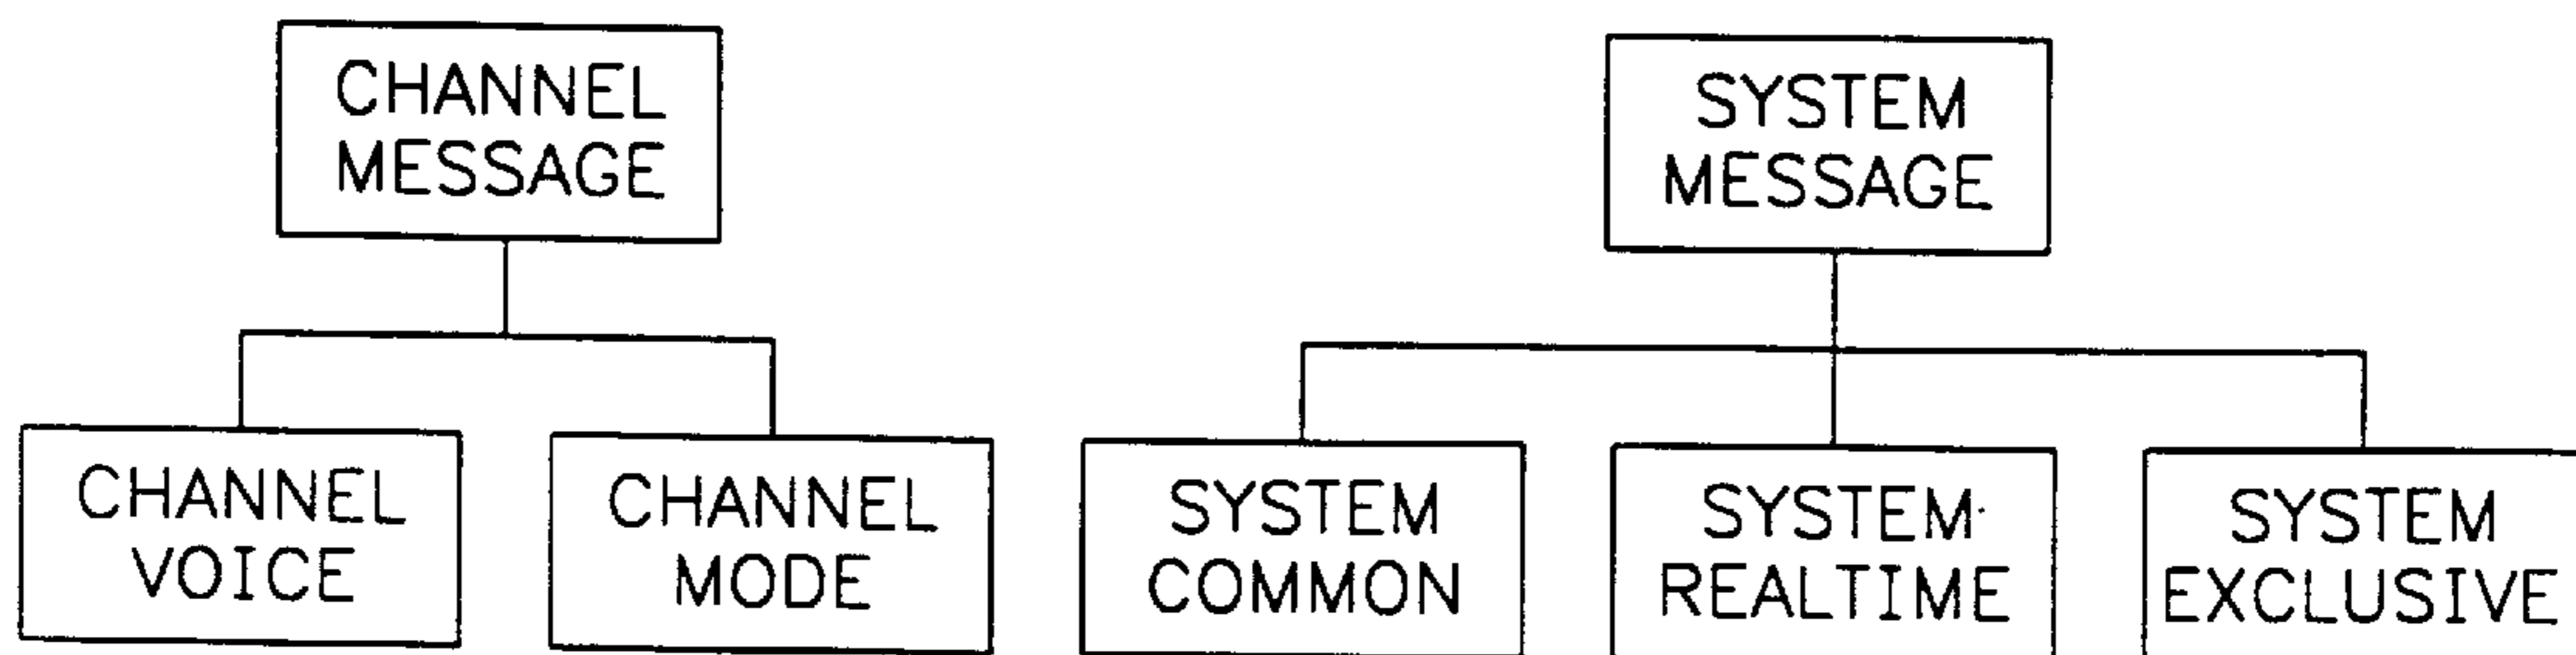 CHANNEL
MESSAGE
SYSTEM
MESSAGE
CHANNEL
VOICE
CHANNEL
MODE
SYSTEM
COMMON
SYSTEM
REALTIME
SYSTEM
EXCLUSIVE